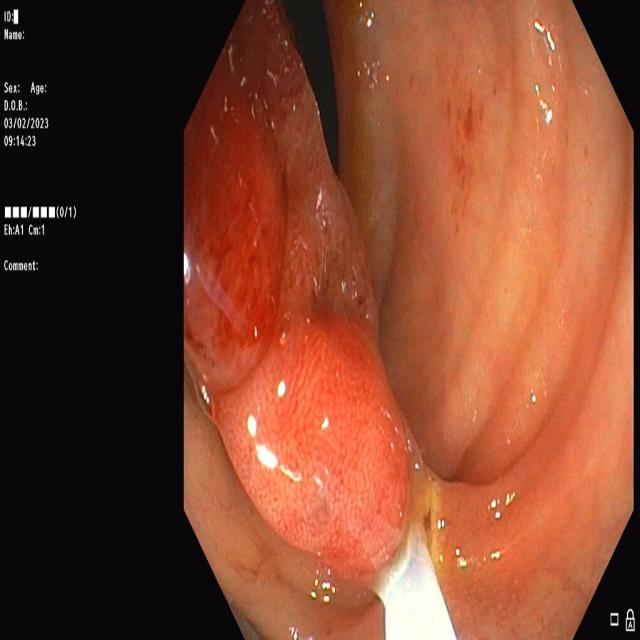 ID:
Name:
Sex: Age:
D.O.B.:
03/02/2023
09:14:23
■■■/■■■(0/1)
Eh:A1 Cm:1
Comment:
A